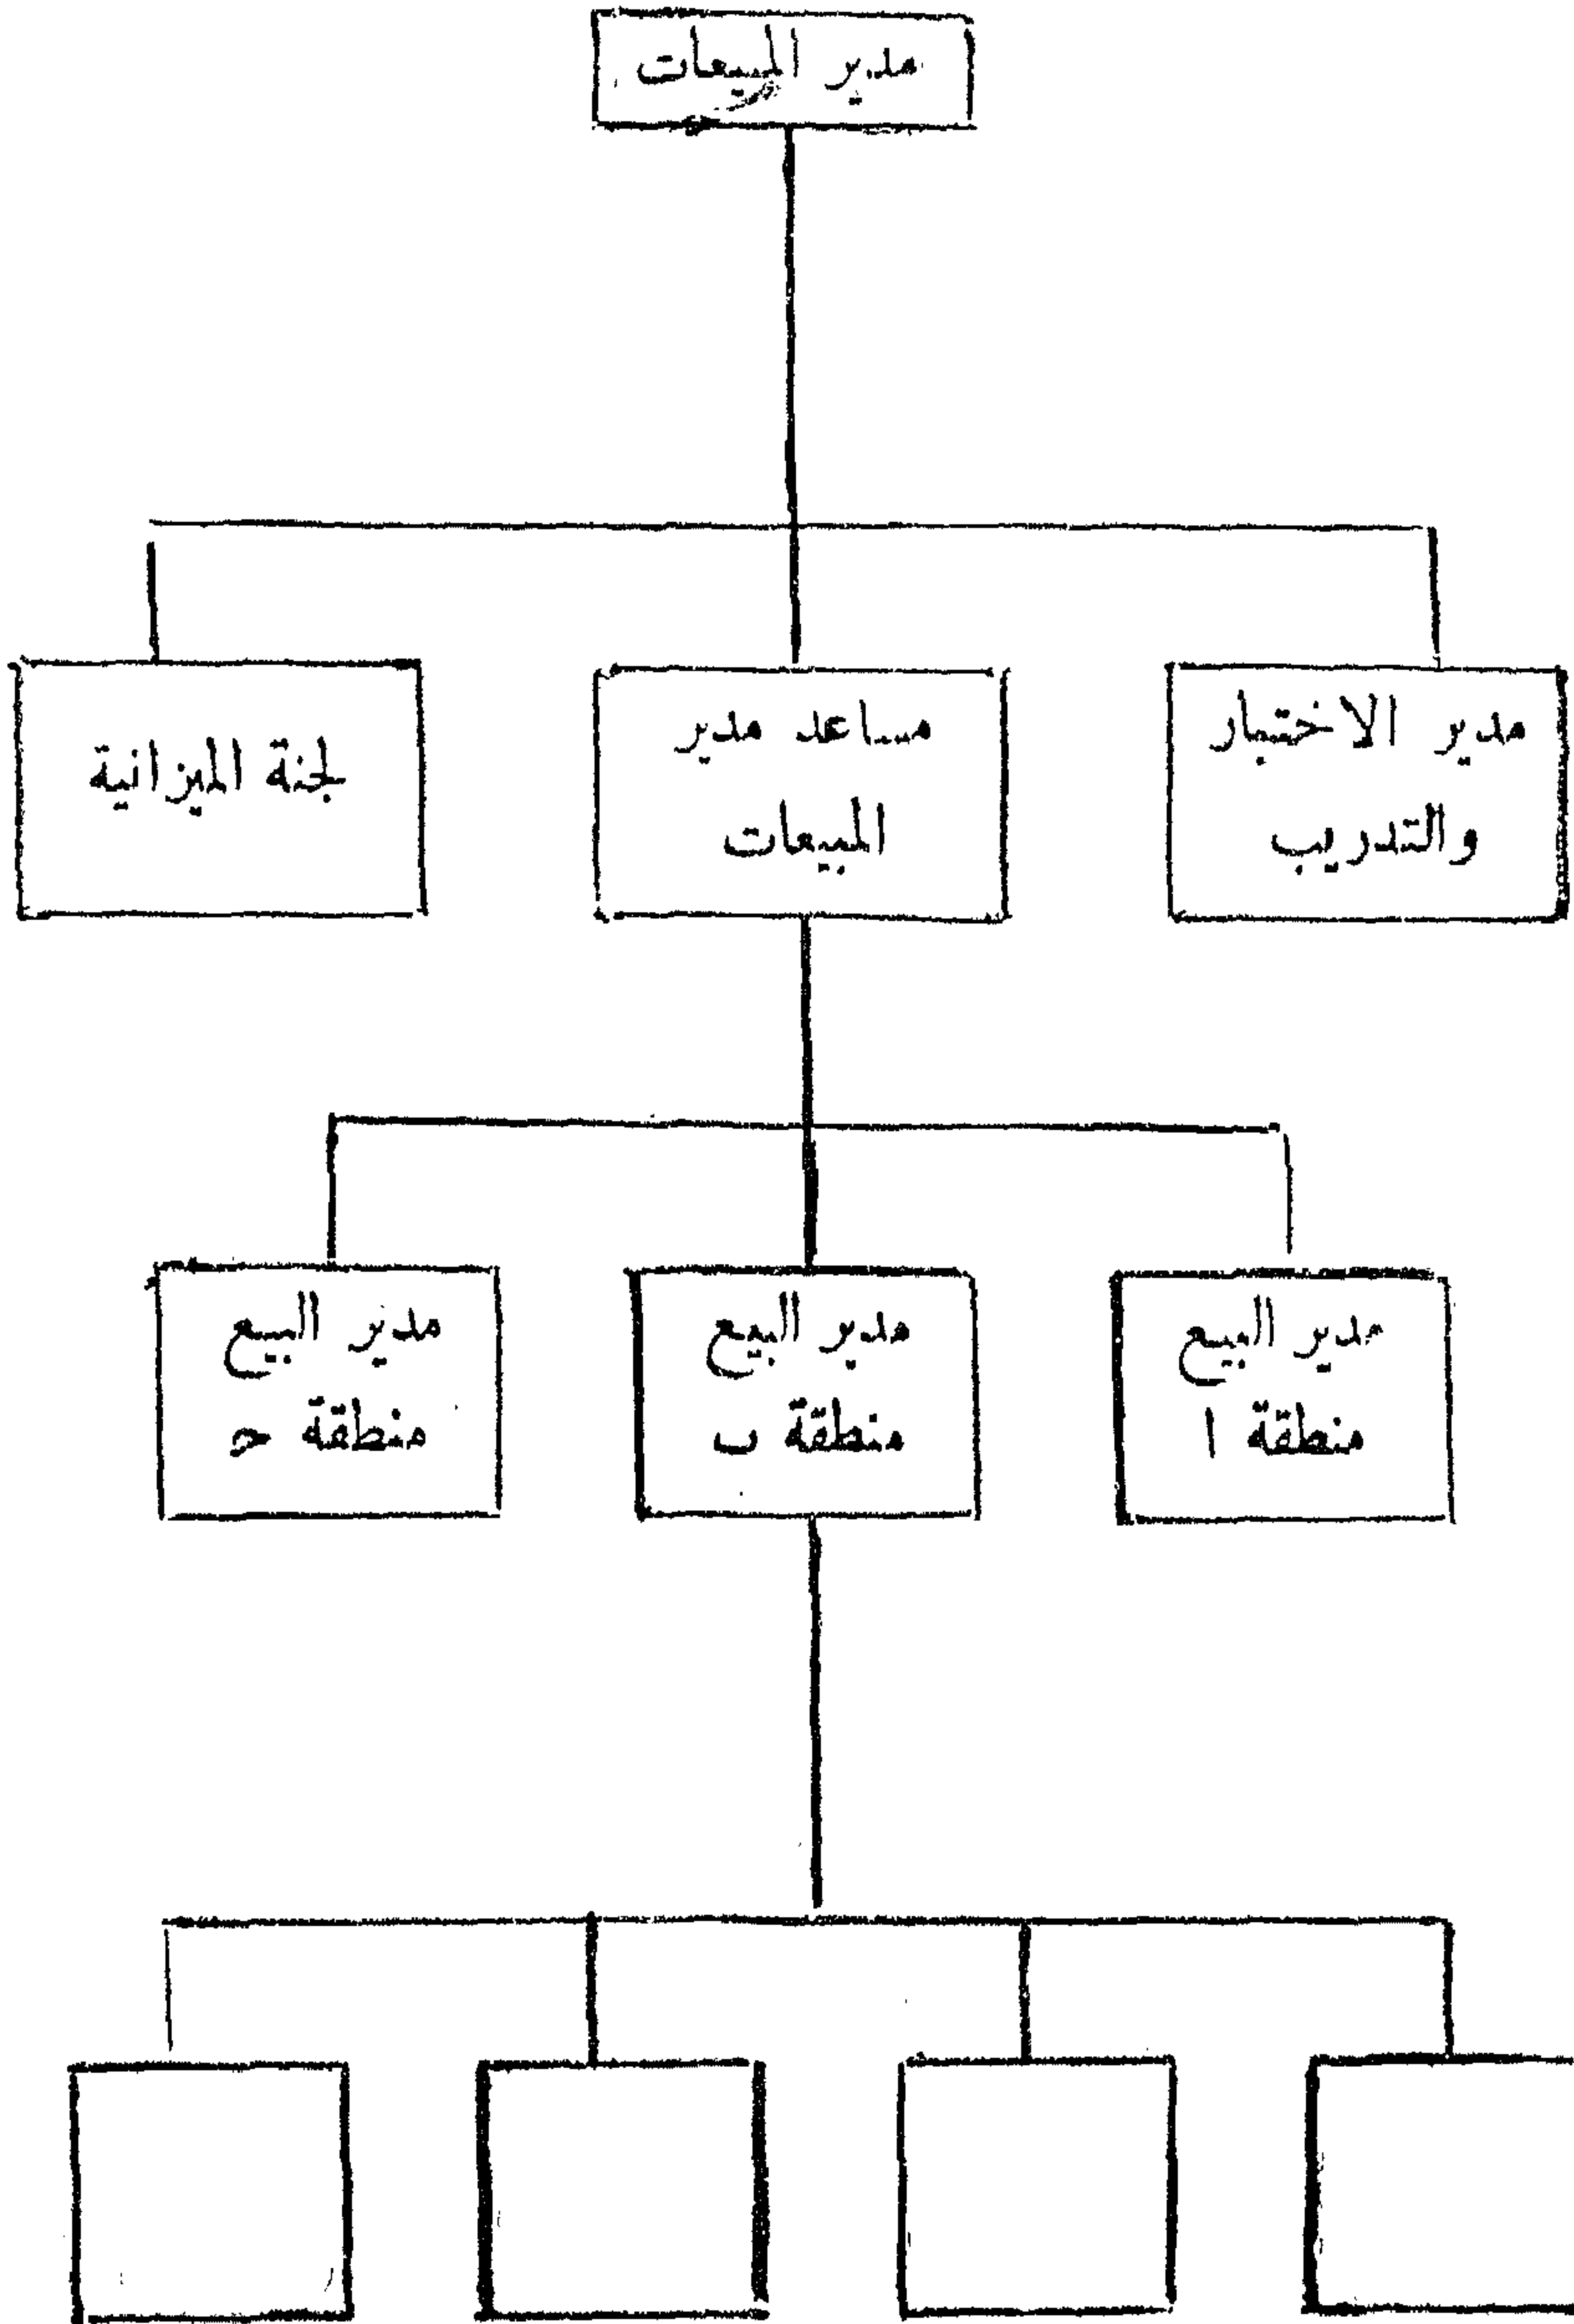 مدير المبيعات
مدير الاختبار
والتدريب
مساعد مدير
المبيعات
لجنة الميزانية
مدير البيع
منطقة ا
مدير البيع
منطقة ب
مدير البيع
منطقة حـ